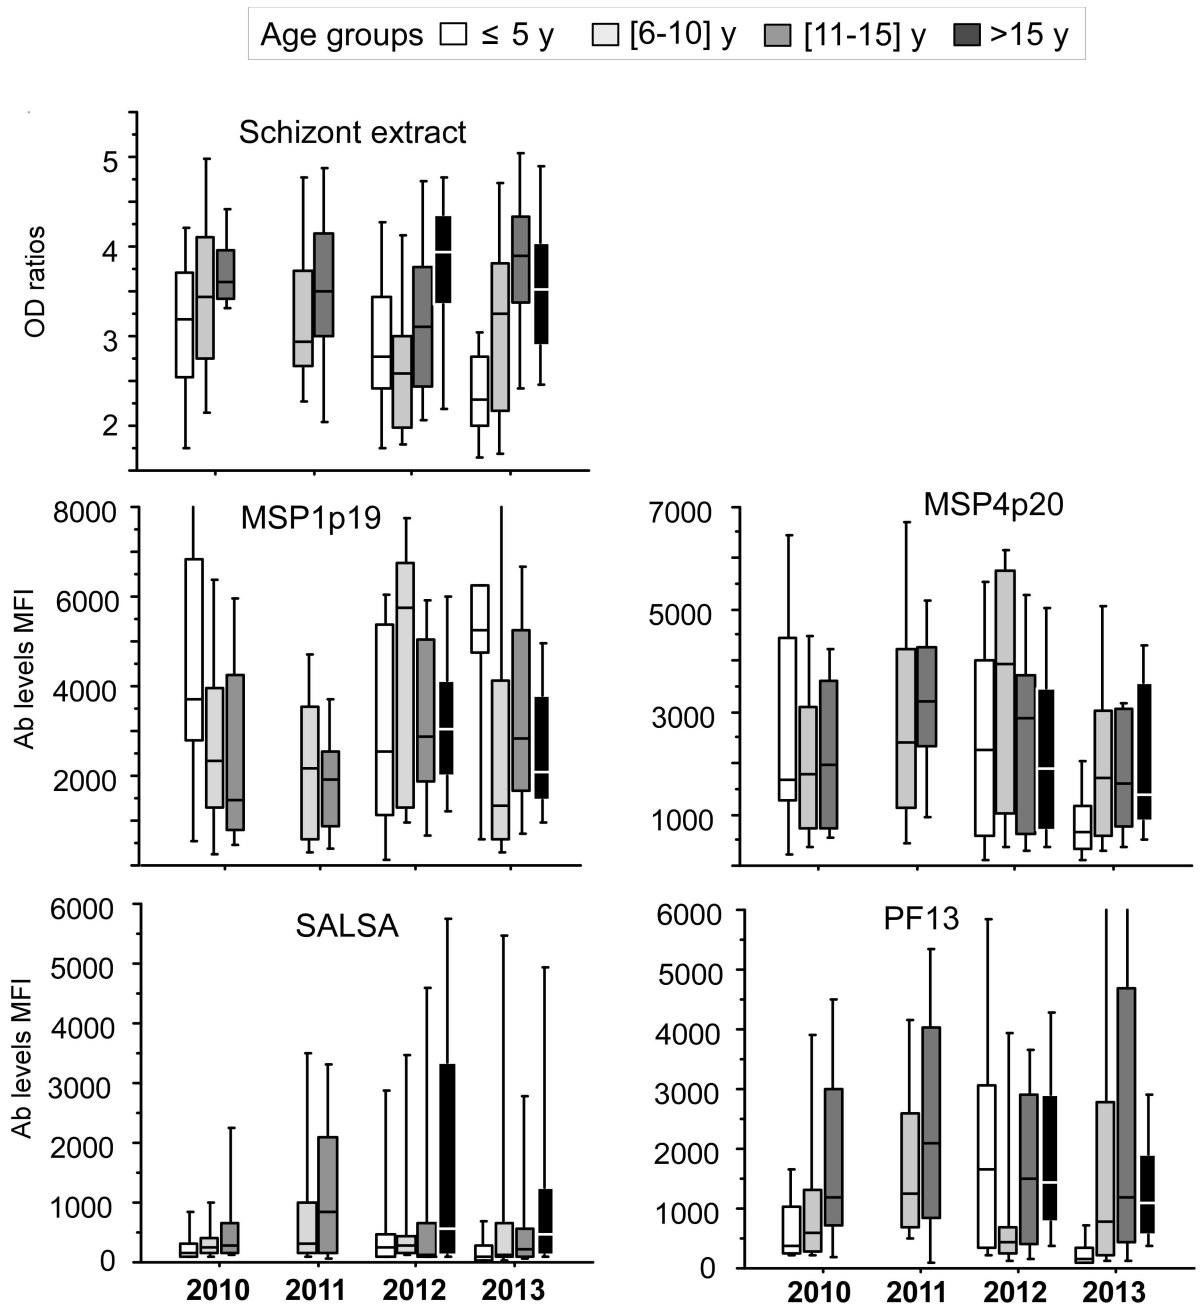 Age groups ≤ 5 y [6-10] y [11-15] y >15 y
Schizont extract
OD ratios
5
4
3
2
MSP1p19
Ab levels MFI
8000
6000
4000
2000
MSP4p20
7000
5000
3000
1000
SALSA
Ab levels MFI
6000
5000
4000
3000
2000
1000
0
2010 2011 2012 2013
PF13
6000
5000
4000
3000
2000
1000
0
2010 2011 2012 2013